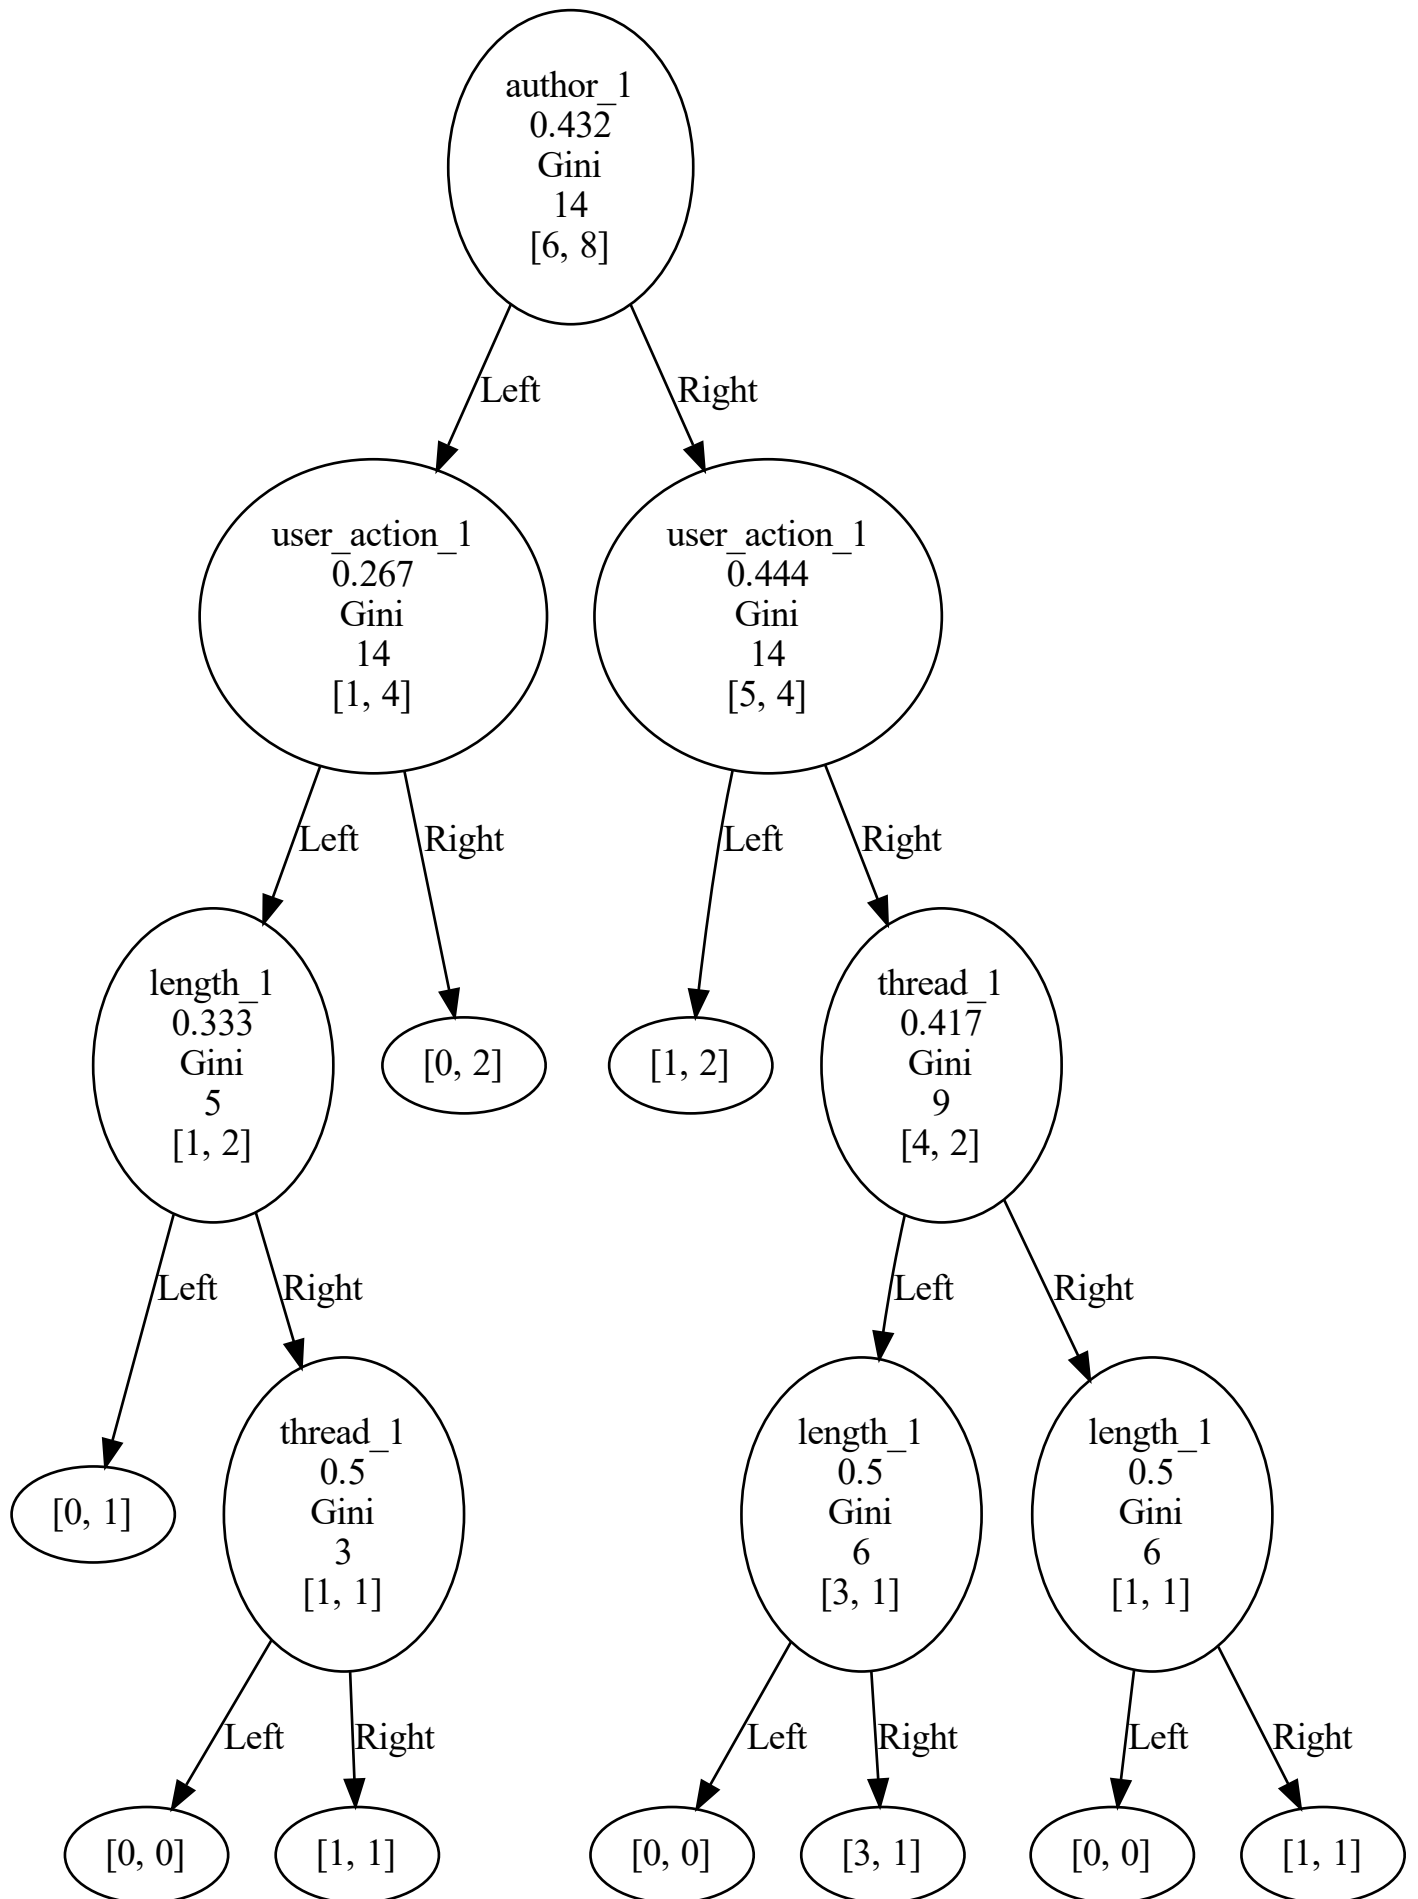 author_1
0.432
Gini
14
[6, 8]
Left
Right
user_action_1
0.267
Gini
14
[1, 4]
user_action_1
0.444
Gini
14
[5, 4]
Left
Right
Left
Right
length_1
0.333
Gini
5
[1, 2]
[0, 2]
[1, 2]
thread_1
0.417
Gini
9
[4, 2]
Left
Right
Left
Right
[0, 1]
thread_1
0.5
Gini
3
[1, 1]
length_1
0.5
Gini
6
[3, 1]
length_1
0.5
Gini
6
[1, 1]
Left
Right
Left
Right
Left
Right
[0, 0]
[1, 1]
[0, 0]
[3, 1]
[0, 0]
[1, 1]